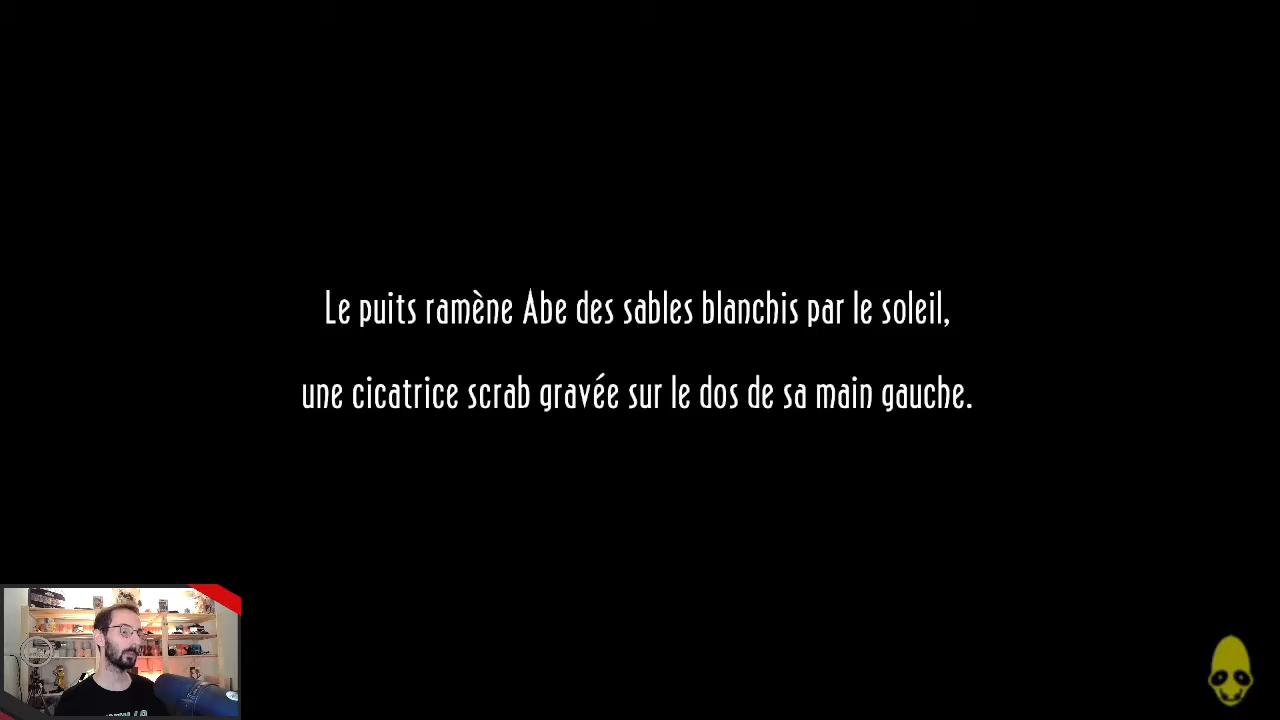 Le puits ramène Abe des sables blanchis par le soleil,
une cicatrice scrab gravée sur le dos de sa main gauche.